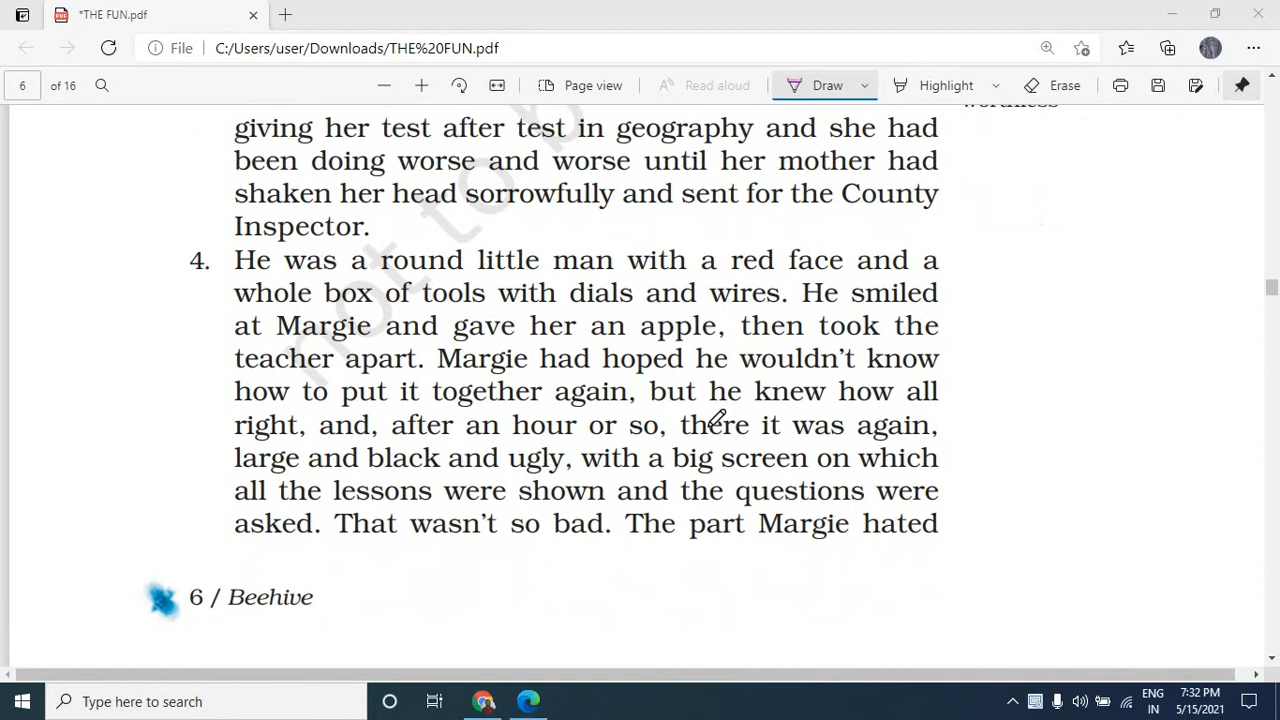 *THE FUN.pdf
File
C:/Users/user/Downloads/THE%20FUN.pdf
6 of 16
Page view
Read aloud
Draw
Highlight
Erase
worthless
giving her test after test in geography and she had
been doing worse and worse until her mother had
shaken her head sorrowfully and sent for the County
Inspector.
4. He was a round little man with a red face and a
whole box of tools with dials and wires. He smiled
at Margie and gave her an apple, then took the
teacher apart. Margie had hoped he wouldn't know
how to put it together again, but he knew how all
right, and, after an hour or so, there it was again,
large and black and ugly, with a big screen on which
all the lessons were shown and the questions were
asked. That wasn't so bad. The part Margie hated
not to b
6 / Beehive
Type here to search
ENG
IN
7:32 PM
5/15/2021